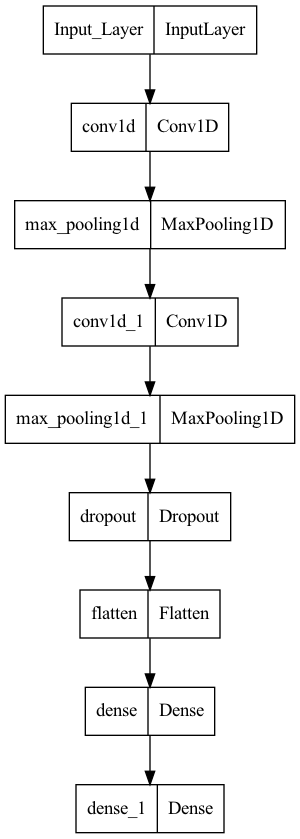 Input_Layer InputLayer
conv1d Conv1D
max_pooling1d MaxPooling1D
conv1d_1 Conv1D
max_pooling1d_1 MaxPooling1D
dropout Dropout
flatten Flatten
dense Dense
dense_1 Dense